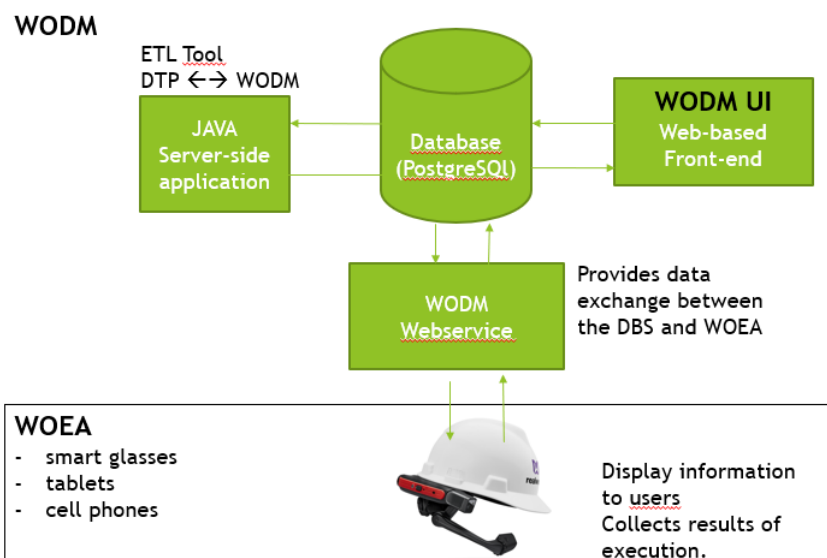 WODM
ETL Tool
DTP ←→ WODM
JAVA
Server-side
application
Database
(PostgreSQl)
WODM UI
Web-based
Front-end
WODM
Webservice
Provides data
exchange between
the DBS and WOEA
WOEA
- smart glasses
- tablets
- cell phones
Display information
to users
Collects results of
execution.